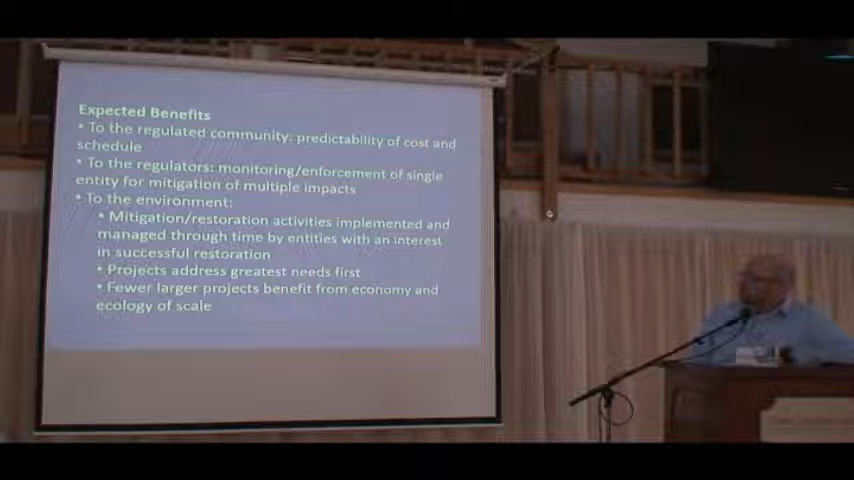 Expected Benefits
• To the regulated community: predictability of cost and
schedule
• To the regulators: monitoring/enforcement of single
entity for mitigation of multiple impacts
• To the environment:
• Mitigation/restoration activities implemented and
managed through time by entities with an interest
in successful restoration
• Projects address greatest needs first
• Fewer larger projects benefit from economy and
ecology of scale